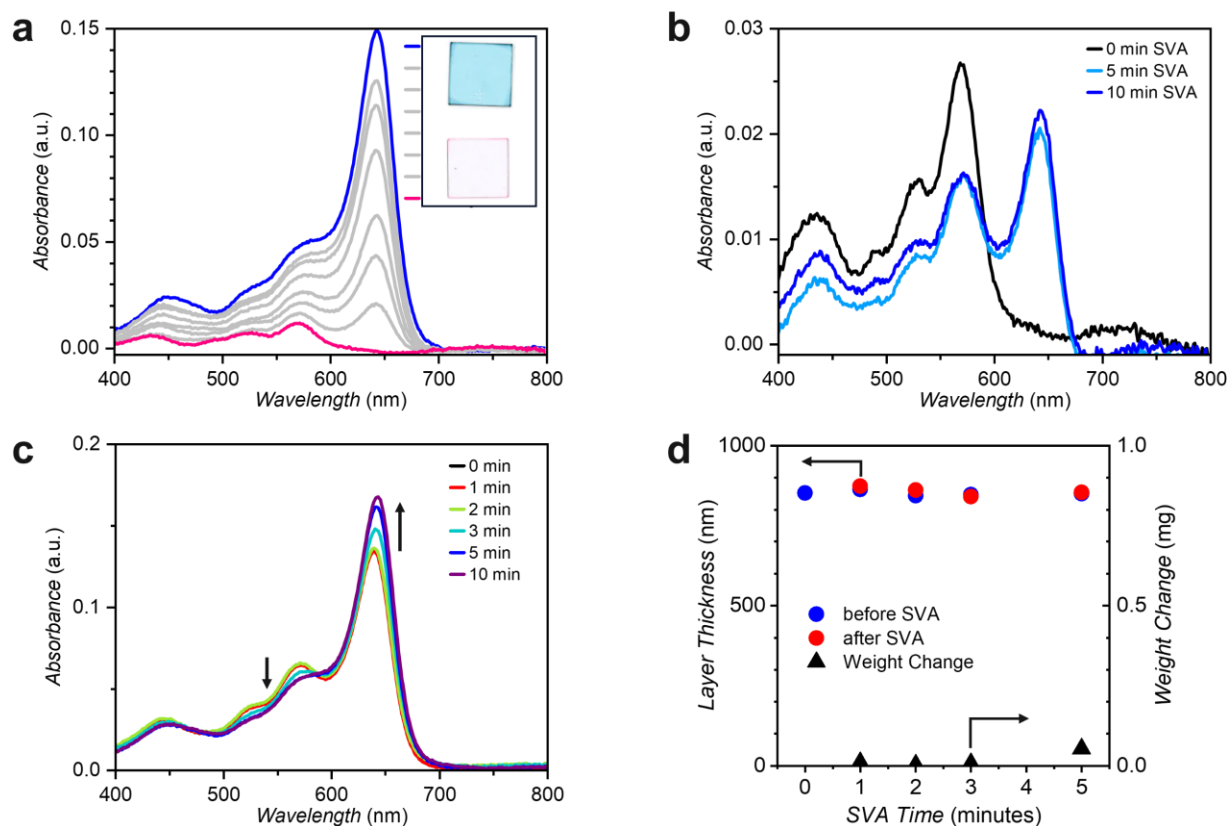 a
Absorbance (a.u.)
0.15
0.10
0.05
0.00
400 500 600 700 800
Wavelength (nm)
b
Absorbance (a.u.)
0.03
0.02
0.01
0.00
0 min SVA
5 min SVA
10 min SVA
400 500 600 700 800
Wavelength (nm)
c
Absorbance (a.u.)
0.2
0.1
0.0
0 min
1 min
2 min
3 min
5 min
10 min
400 500 600 700 800
Wavelength (nm)
d
Layer Thickness (nm)
1000
500
0
before SVA
after SVA
Weight Change
1.0
0.5
0.0
Weight Change (mg)
0 1 2 3 4 5
SVA Time (minutes)